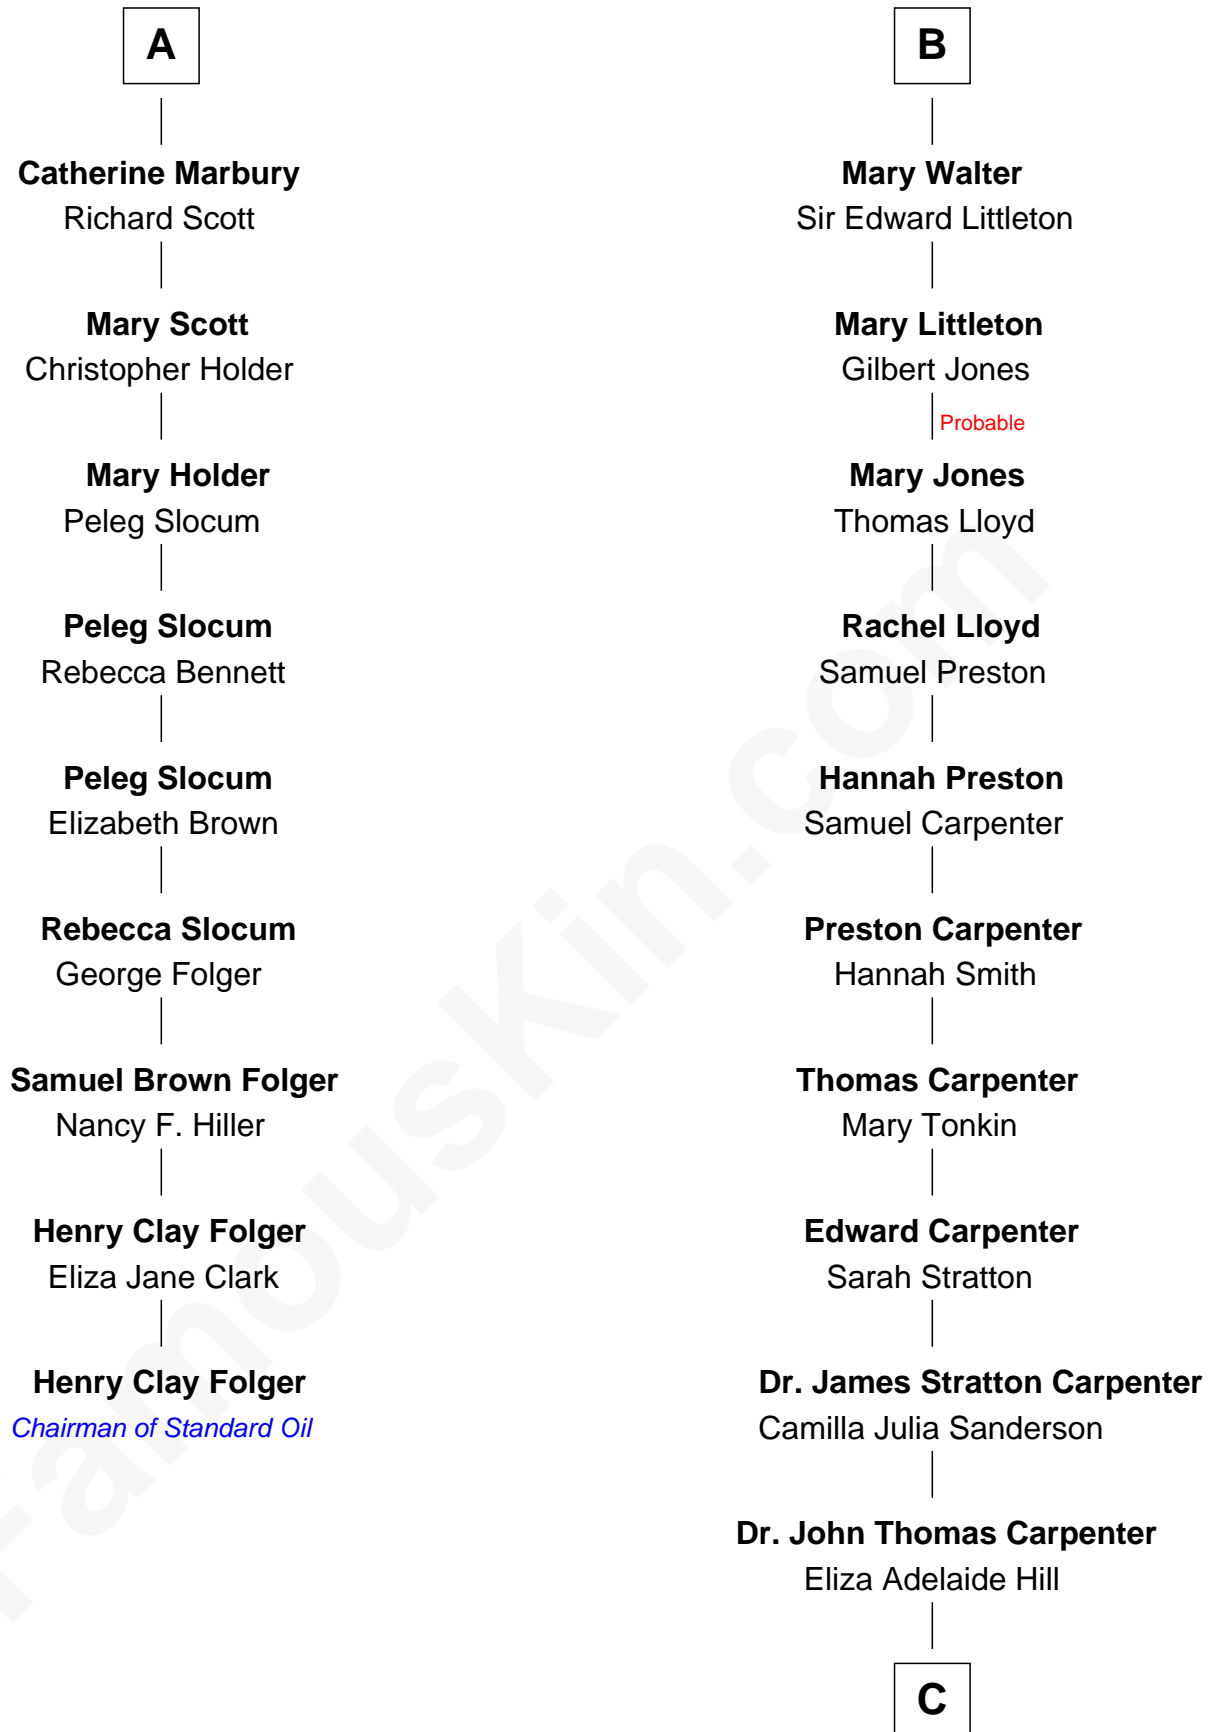 A
Catherine Marbury
Richard Scott
Mary Scott
Christopher Holder
Mary Holder
Peleg Slocum
Peleg Slocum
Rebecca Bennett
Peleg Slocum
Elizabeth Brown
Rebecca Slocum
George Folger
Samuel Brown Folger
Nancy F. Hiller
Henry Clay Folger
Eliza Jane Clark
Henry Clay Folger
Chairman of Standard Oil
B
Mary Walter
Sir Edward Littleton
Mary Littleton
Gilbert Jones
Probable
Mary Jones
Thomas Lloyd
Rachel Lloyd
Samuel Preston
Hannah Preston
Samuel Carpenter
Preston Carpenter
Hannah Smith
Thomas Carpenter
Mary Tonkin
Edward Carpenter
Sarah Stratton
Dr. James Stratton Carpenter
Camilla Julia Sanderson
Dr. John Thomas Carpenter
Eliza Adelaide Hill
C
FamousKin.com